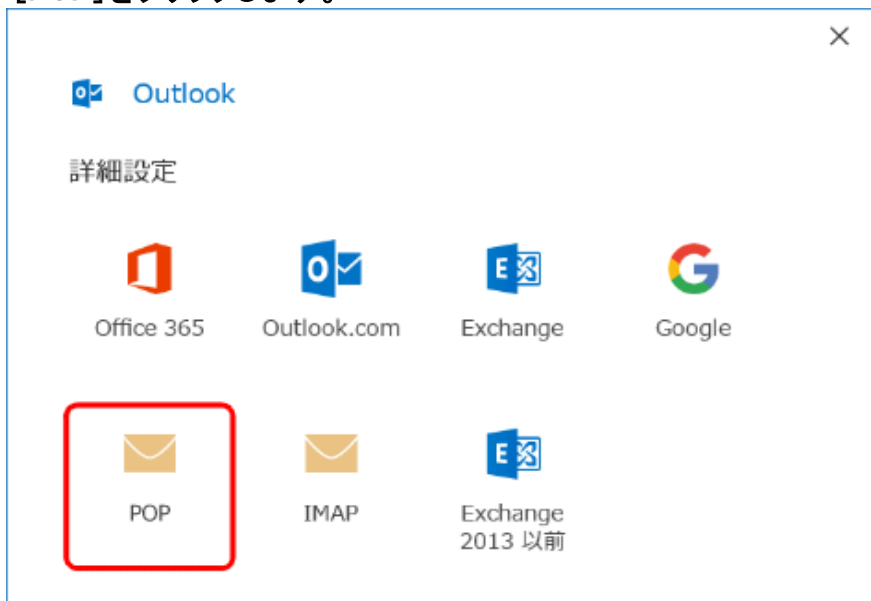 Outlook
詳細設定
Office 365
Outlook.com
Exchange
Google
POP
IMAP
Exchange
2013 以前